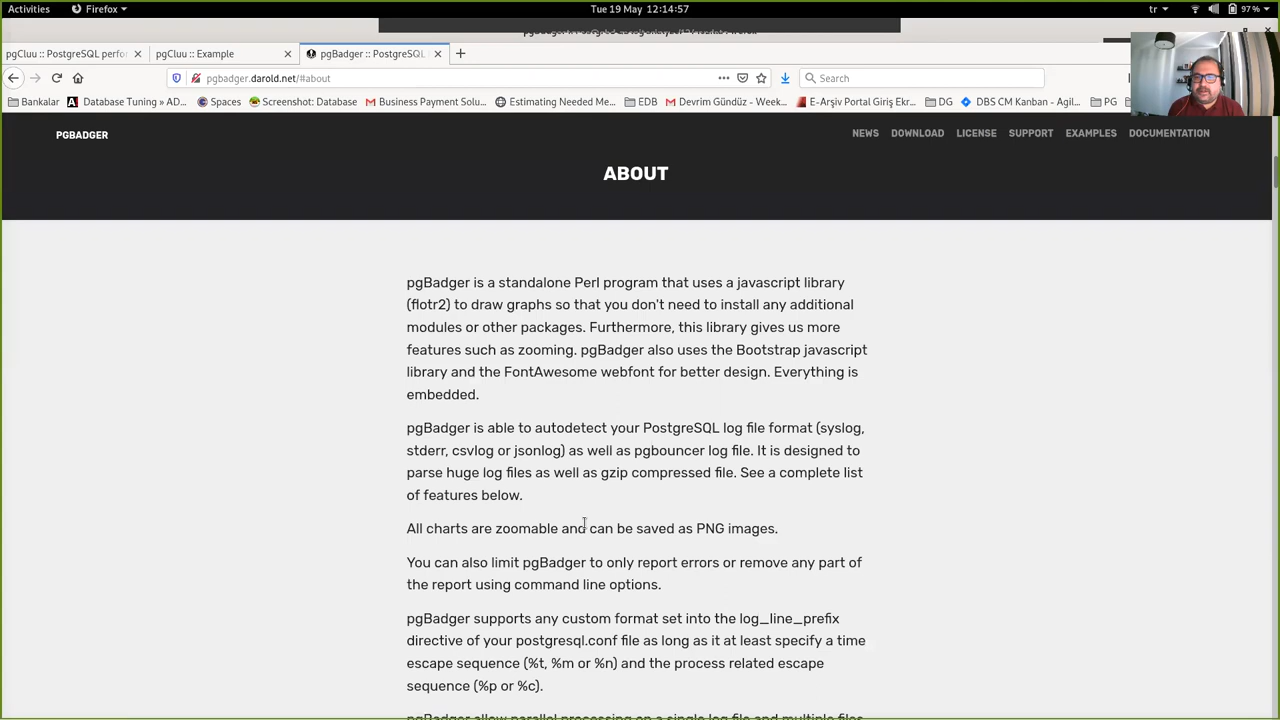 Activities Firefox Tue 19 May 12:14:57 tr 97%
pgCluu :: PostgreSQL perfor pgCluu :: Example pgBadger :: PostgreSQL
pgbadger.darold.net/#about Search
Bankalar Database Tuning » AD... Spaces Screenshot: Database Business Payment Solu... Estimating Needed Me... EDB Devrim Gündüz - Week... E-Arşiv Portal Giriş Ekr... DG DBS CM Kanban - Agil... PG
PGBADGER NEWS DOWNLOAD LICENSE SUPPORT EXAMPLES DOCUMENTATION
ABOUT
pgBadger is a standalone Perl program that uses a javascript library
(flotr2) to draw graphs so that you don't need to install any additional
modules or other packages. Furthermore, this library gives us more
features such as zooming. pgBadger also uses the Bootstrap javascript
library and the FontAwesome webfont for better design. Everything is
embedded.
pgBadger is able to autodetect your PostgreSQL log file format (syslog,
stderr, csvlog or jsonlog) as well as pgbouncer log file. It is designed to
parse huge log files as well as gzip compressed file. See a complete list
of features below.
All charts are zoomable and can be saved as PNG images.
You can also limit pgBadger to only report errors or remove any part of
the report using command line options.
pgBadger supports any custom format set into the log_line_prefix
directive of your postgresql.conf file as long as it at least specify a time
escape sequence (%t, %m or %n) and the process related escape
sequence (%p or %c).
pgBadger allow parallel processing on a single log file and multiple files